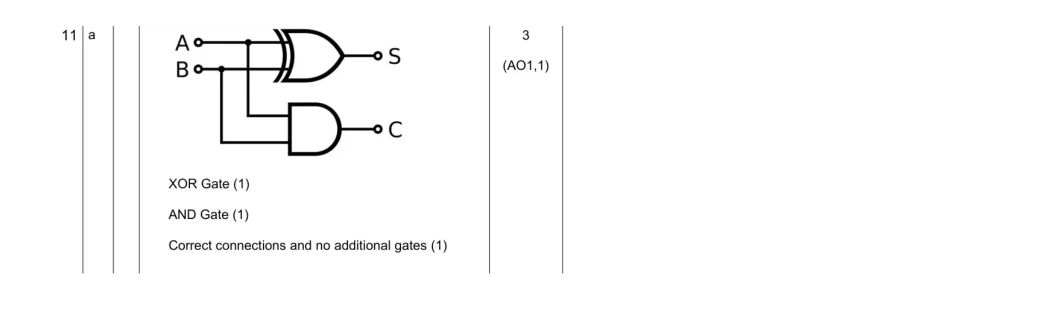 11 a
A
B
S
C
3
(AO1,1)
XOR Gate (1)
AND Gate (1)
Correct connections and no additional gates (1)